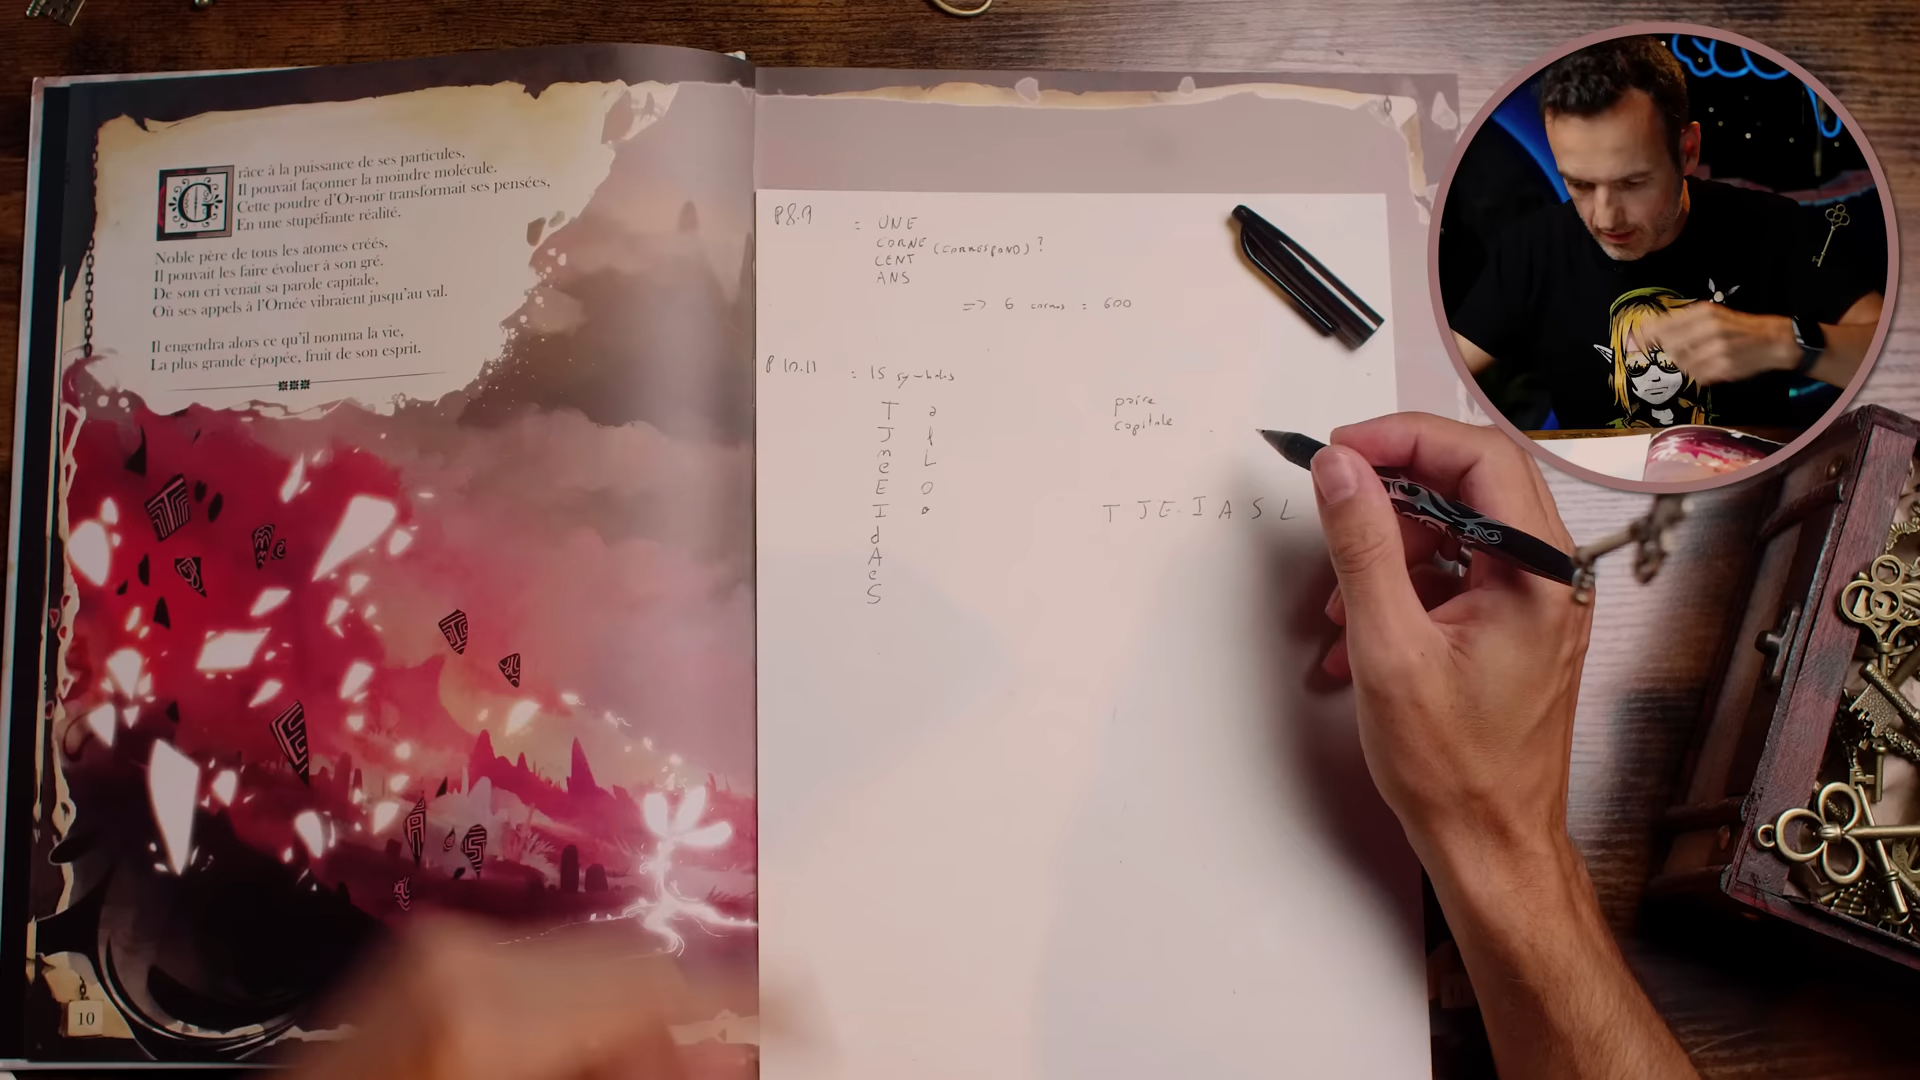 Grâce à la puissance de ses particules,
Il pouvait façonner la moindre molécule.
Cette poudre d'Or-noir transformait ses pensées,
En une stupéfiante réalité.
Noble père de tous les atomes créés,
Il pouvait les faire évoluer à son gré.
De son cri venait sa parole capitale,
Où ses appels à l'Ornée vibraient jusqu'au val.
Il engendra alors ce qu'il nomma la vie,
La plus grande épopée, fruit de son esprit.
10
P 8.9 : UNE
CORNE (CORRESPOND) ?
CENT
ANS
=> 6 cornes = 600
P 10.11 : 15 symboles
T a
J f
m
e L
E O
I
d
A
e
S
paire
capitale
T J E I A S L
T
m e
J
I
d
E
A
S